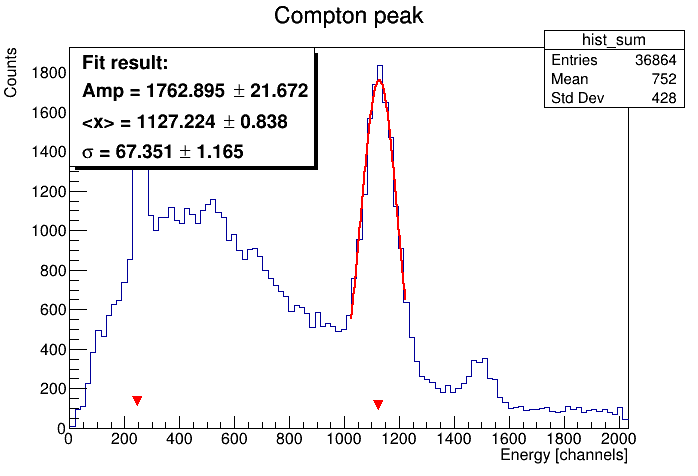 Compton peak
hist_sum
Entries 36864
Mean 752
Std Dev 428
Fit result:
Amp = 1762.895 ± 21.672
<x> = 1127.224 ± 0.838
σ = 67.351 ± 1.165
Counts
1800
1600
1400
1200
1000
800
600
400
200
0
0 200 400 600 800 1000 1200 1400 1600 1800 2000
Energy [channels]